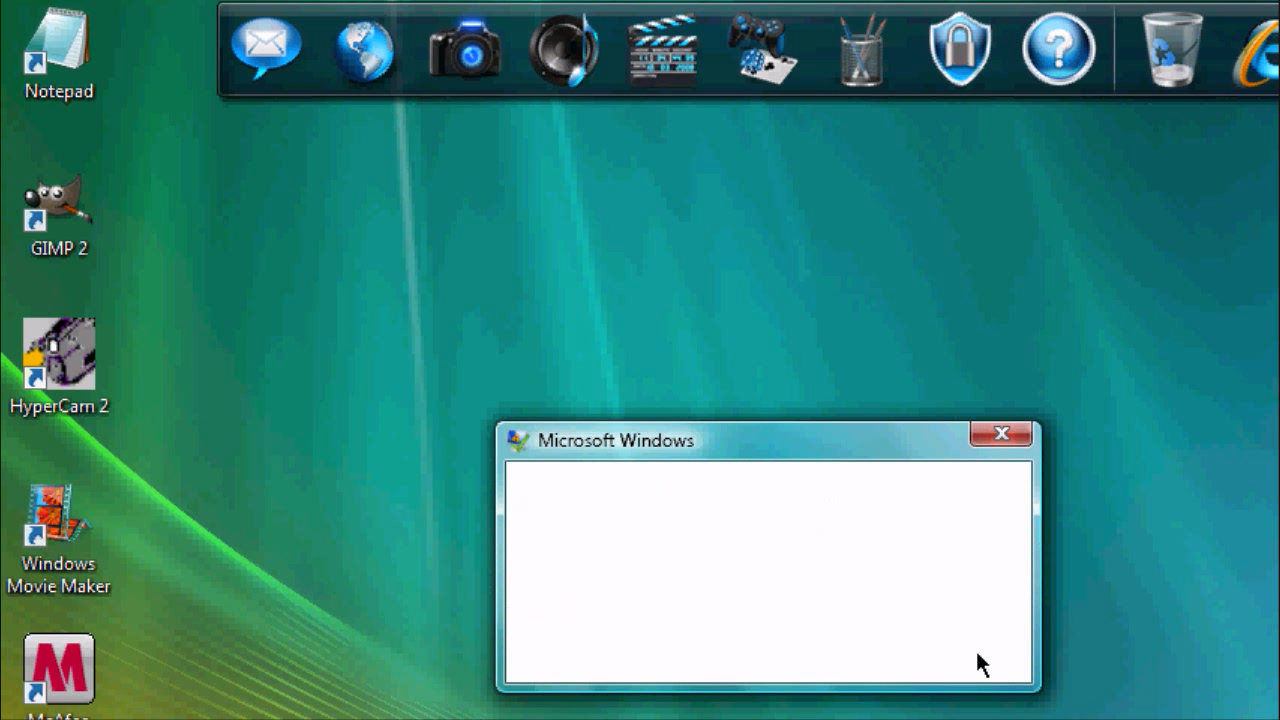 Notepad
GIMP 2
HyperCam 2
Windows
Movie Maker
Microsoft Windows